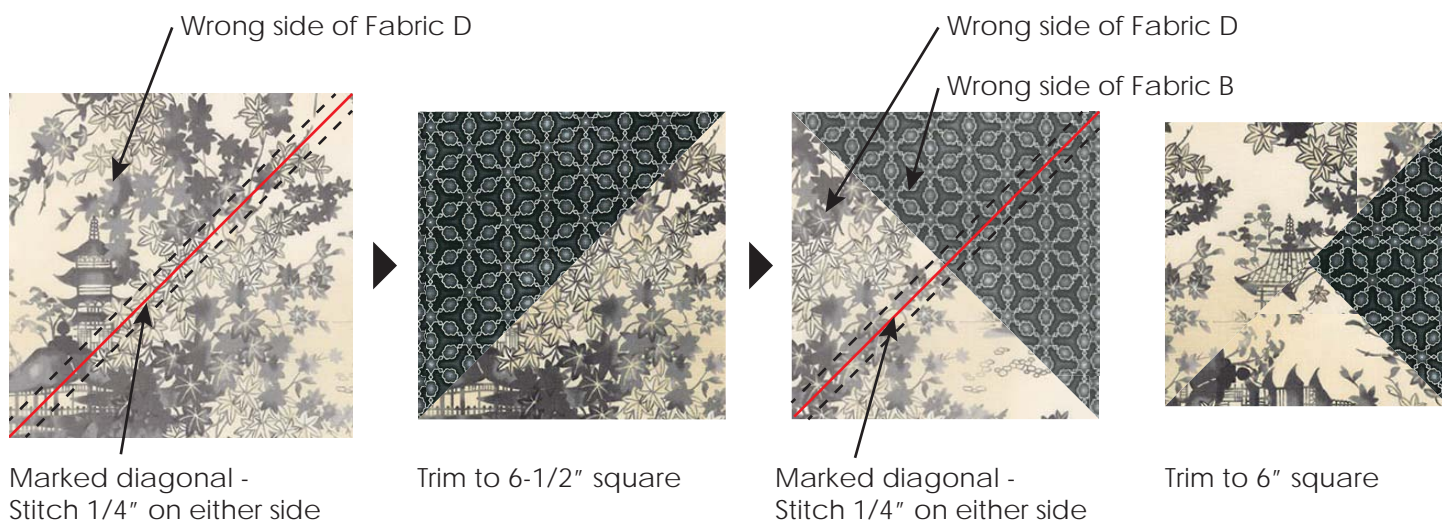 Wrong side of Fabric D
Wrong side of Fabric D
Wrong side of Fabric B
Marked diagonal -
Stitch 1/4" on either side
Trim to 6-1/2" square
Marked diagonal -
Stitch 1/4" on either side
Trim to 6" square